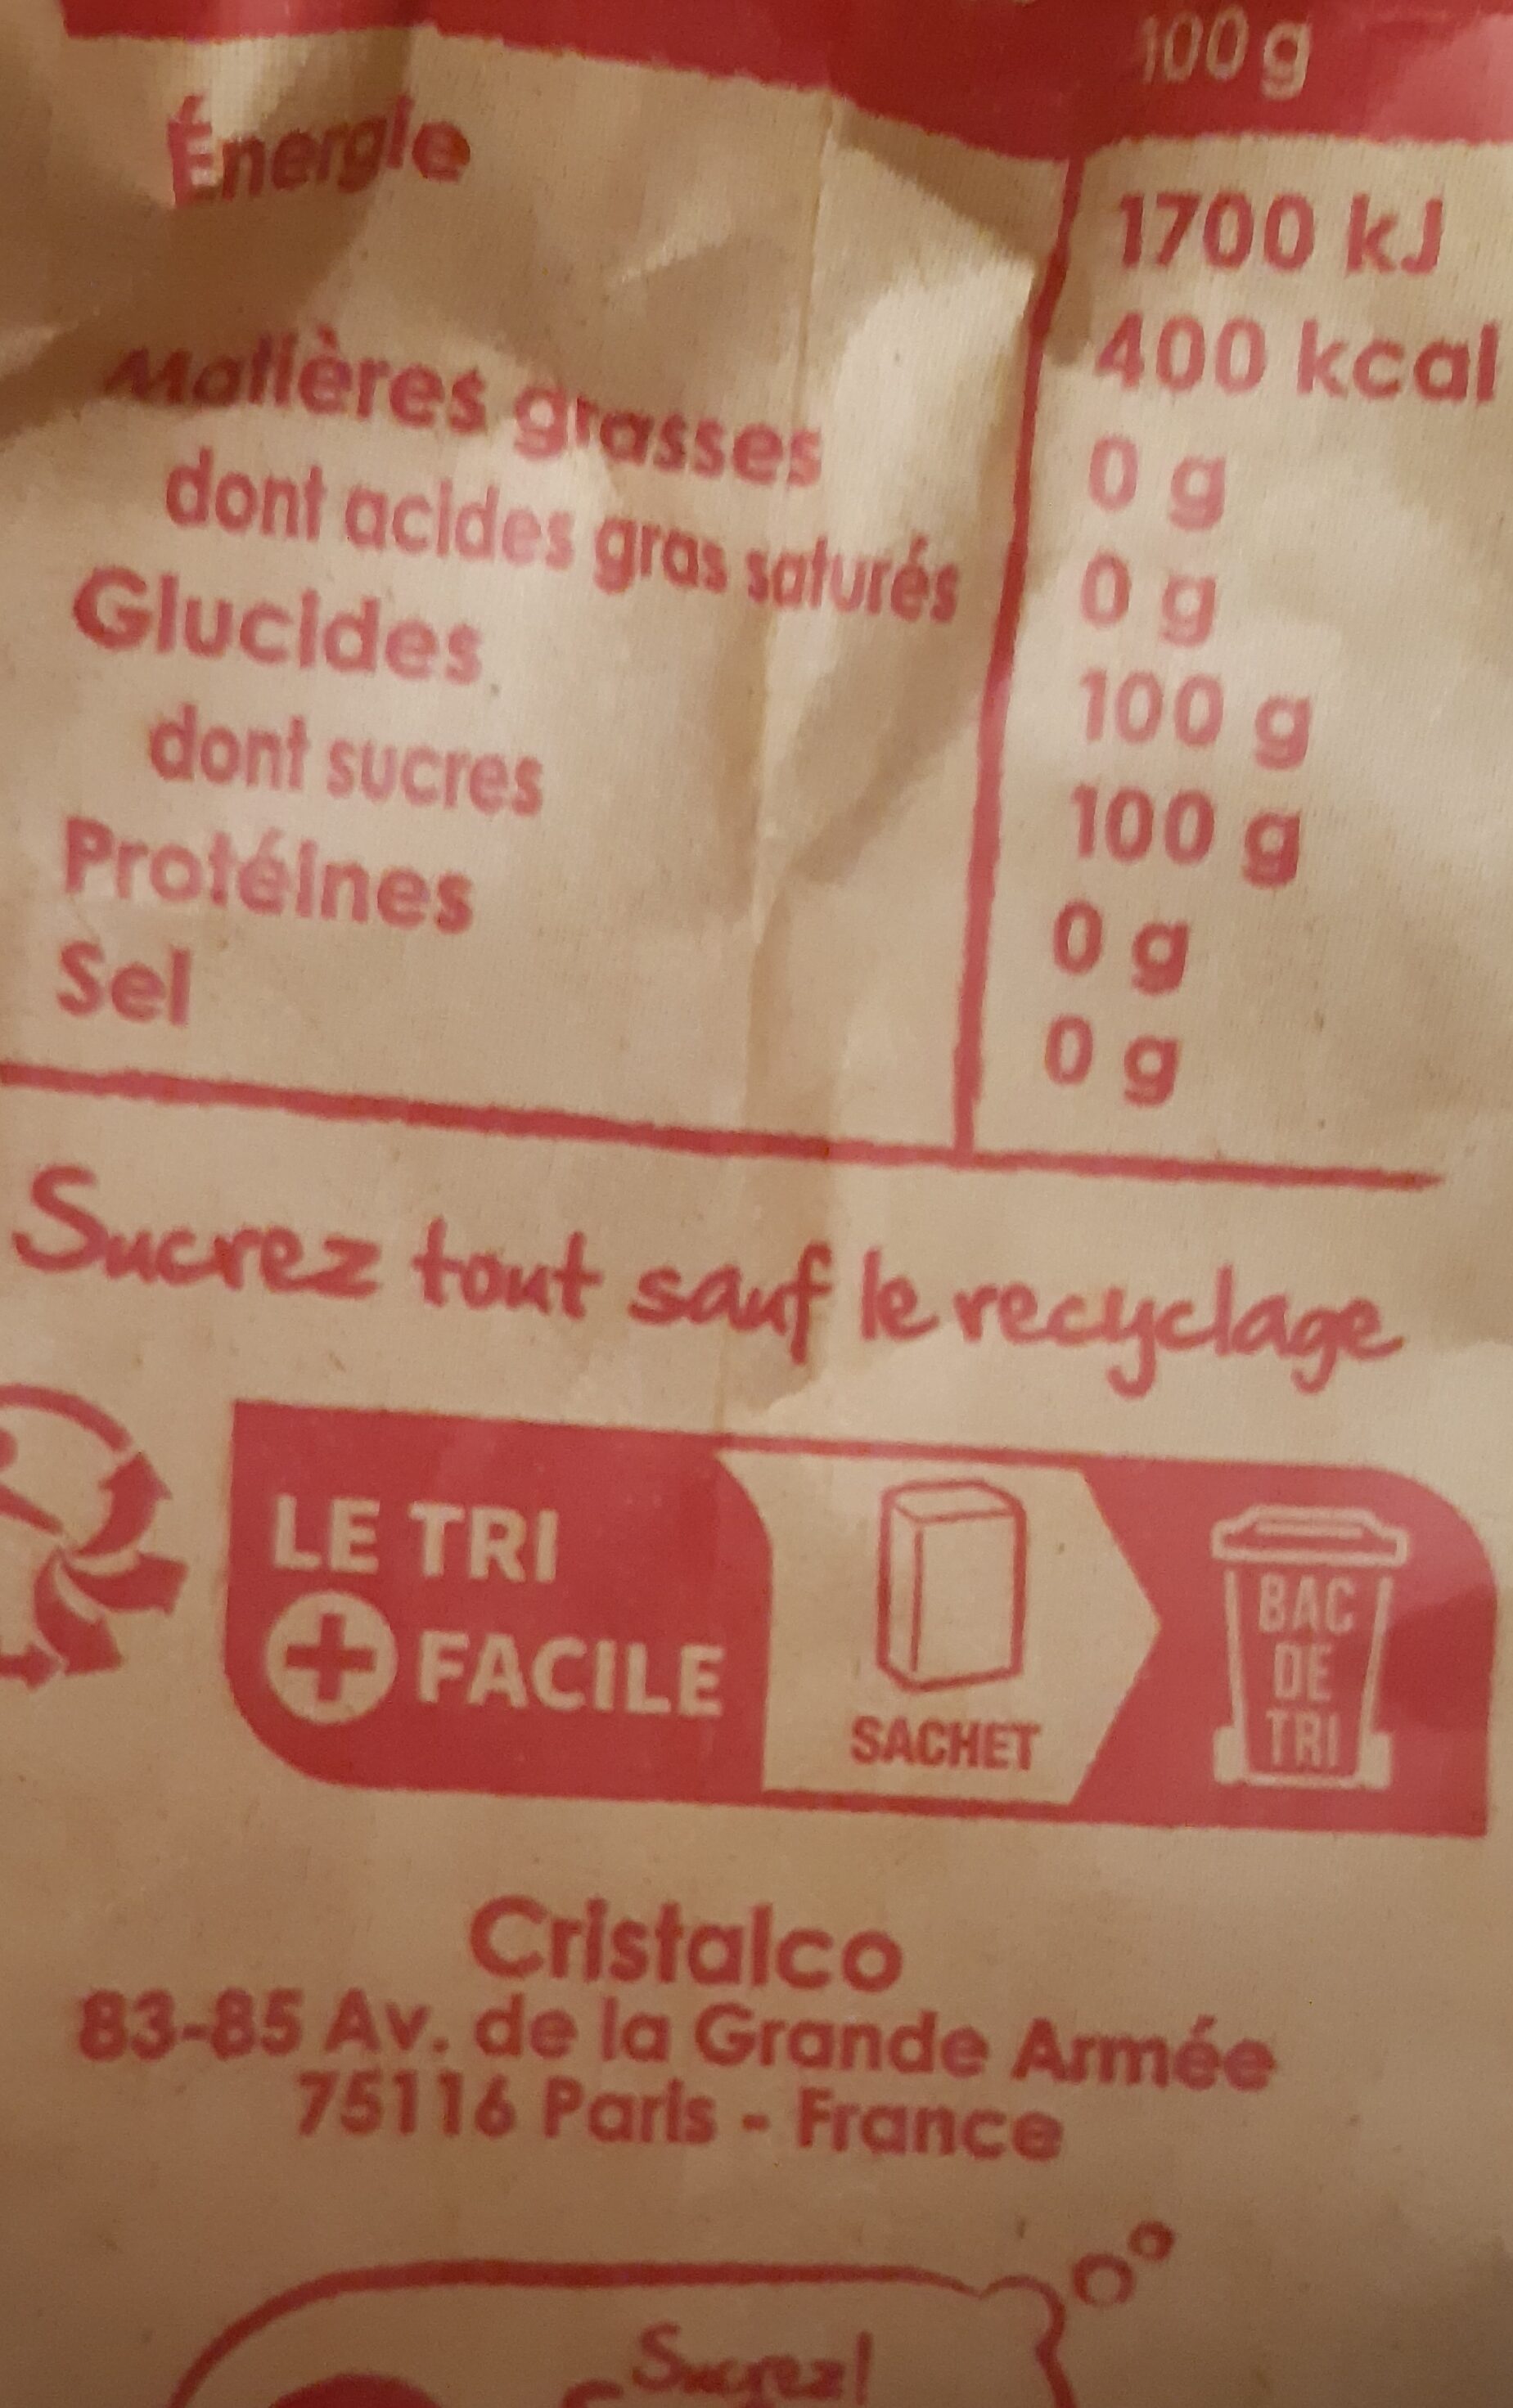 100 g
Énergie 1700 kJ
400 kcal
Matières grasses 0 g
dont acides gras saturés 0 g
Glucides 100 g
dont sucres 100 g
Protéines 0 g
Sel 0 g
Sucrez tout sauf le recyclage
LE TRI
+ FACILE
SACHET
BAC
DE
TRI
Cristalco
83-85 Av. de la Grande Armée
75116 Paris - France
Sucrez!